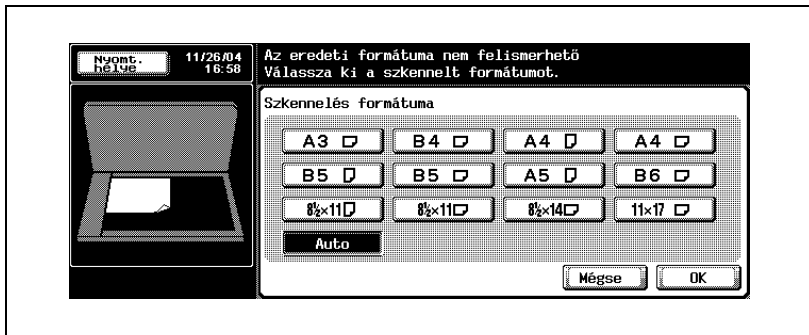 Nyomt.
helye
11/26/04
16:58
Az eredeti formátuma nem felismerhetö
Válassza ki a szkennelt formátumot.
Szkennelés formátuma
A3 B4 A4 A4
B5 B5 A5 B6
8½×11 8½×11 8½×14 11×17
Auto
Mégse OK